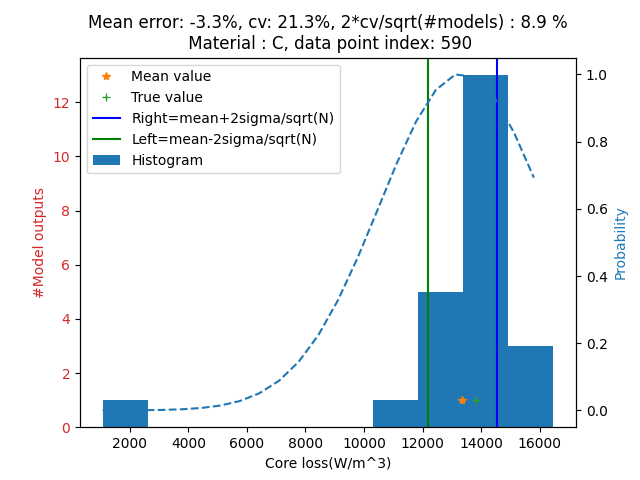 Mean error: -3.3%, cv: 21.3%, 2*cv/sqrt(#models) : 8.9 %
Material : C, data point index: 590
Mean value
True value
Right=mean+2sigma/sqrt(N)
Left=mean-2sigma/sqrt(N)
Histogram
#Model outputs
12
10
8
6
4
2
0
1.0
0.8
0.6
0.4
0.2
0.0
Probability
2000 4000 6000 8000 10000 12000 14000 16000
Core loss(W/m^3)